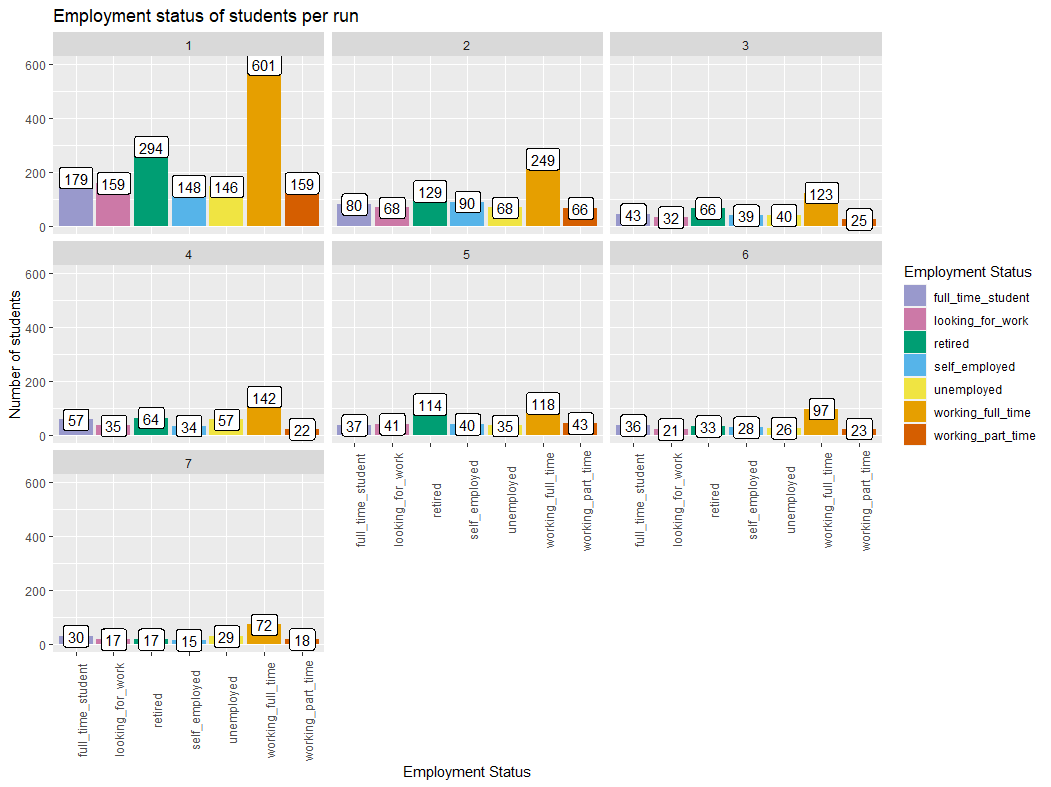 Employment status of students per run
1
2
3
600
400
200
0
179
159
294
148
146
601
159
80
68
129
90
68
249
66
43
32
66
39
40
123
25
4
5
6
600
400
200
0
57
35
64
34
57
142
22
37
41
114
40
35
118
43
36
21
33
28
26
97
23
7
600
400
200
0
30
17
17
15
29
72
18
full_time_student
looking_for_work
retired
self_employed
unemployed
working_full_time
working_part_time
full_time_student
looking_for_work
retired
self_employed
unemployed
working_full_time
working_part_time
full_time_student
looking_for_work
retired
self_employed
unemployed
working_full_time
working_part_time
Number of students
Employment Status
Employment Status
full_time_student
looking_for_work
retired
self_employed
unemployed
working_full_time
working_part_time